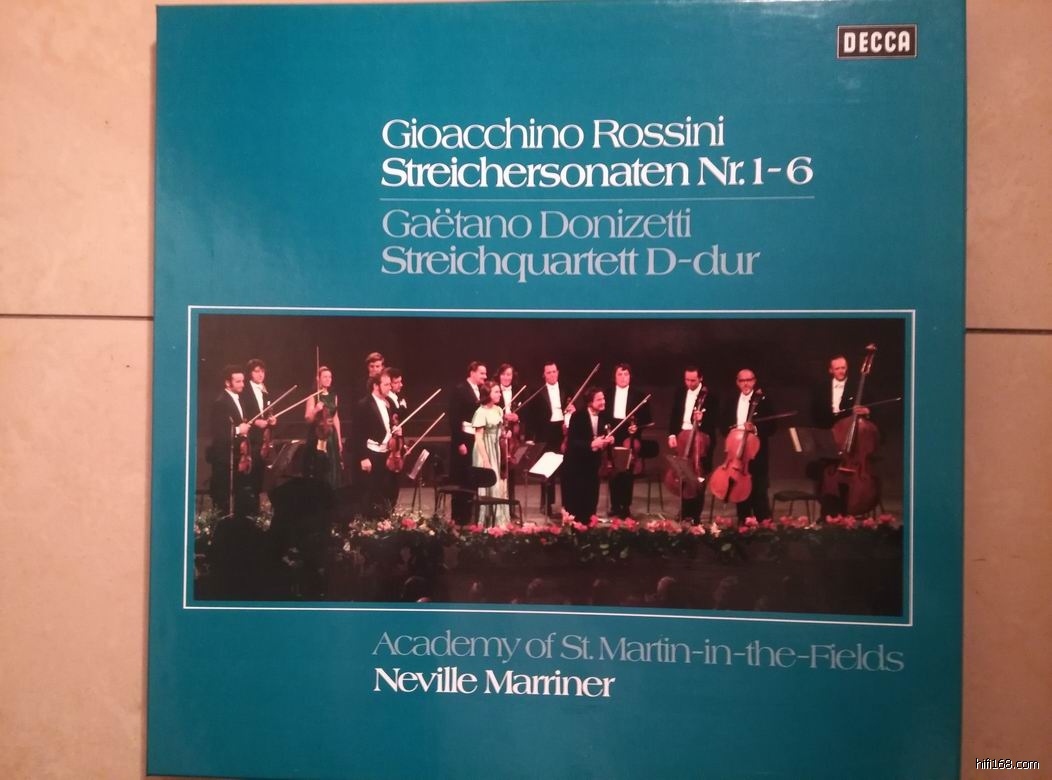 DECCA
Gioacchino Rossini
Streichersonaten Nr. 1-6
Gaëtano Donizetti
Streichquartett D-dur
Academy of St. Martin-in-the-Fields
Neville Marriner
hifi168.com